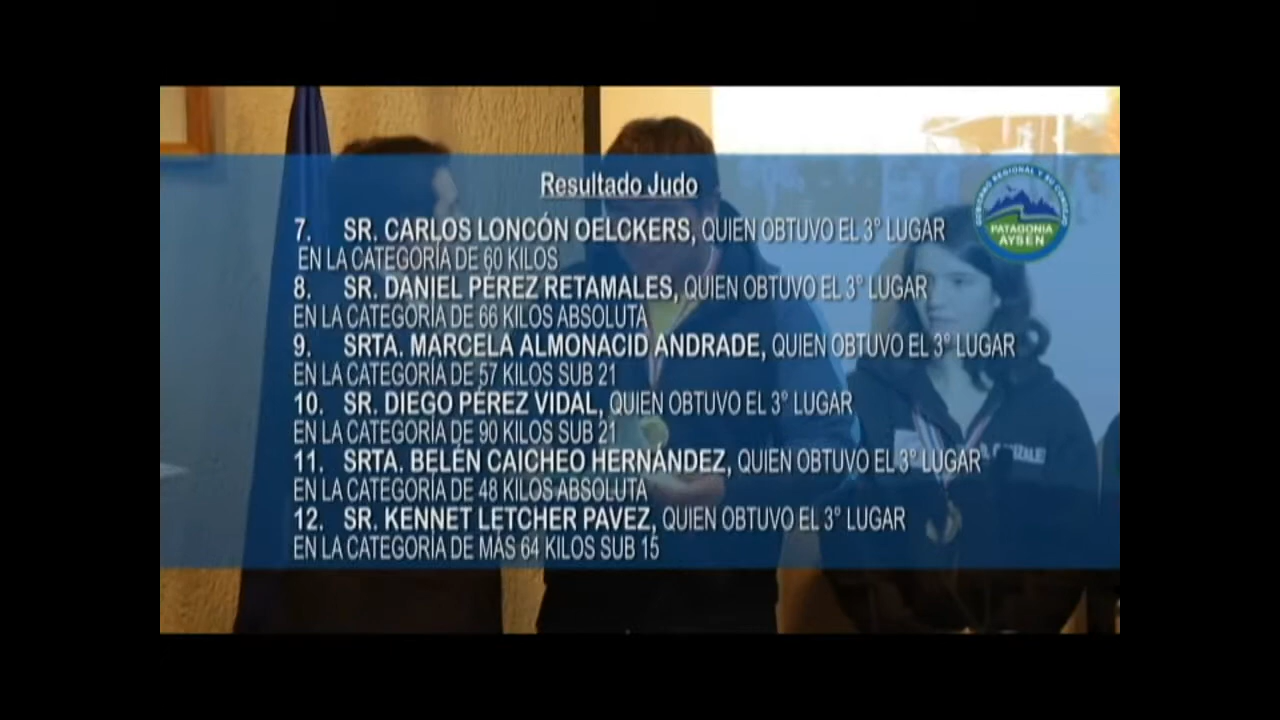 Resultado Judo
7. SR. CARLOS LONCÓN OELCKERS, QUIEN OBTUVO EL 3° LUGAR
EN LA CATEGORÍA DE 60 KILOS
8. SR. DANIEL PÉREZ RETAMALES, QUIEN OBTUVO EL 3° LUGAR
EN LA CATEGORÍA DE 66 KILOS ABSOLUTA
9. SRTA. MARCELA ALMONACID ANDRADE, QUIEN OBTUVO EL 3° LUGAR
EN LA CATEGORÍA DE 57 KILOS SUB 21
10. SR. DIEGO PÉREZ VIDAL, QUIEN OBTUVO EL 3° LUGAR
EN LA CATEGORÍA DE 90 KILOS SUB 21
11. SRTA. BELÉN CAICHEO HERNÁNDEZ, QUIEN OBTUVO EL 3° LUGAR
EN LA CATEGORÍA DE 48 KILOS ABSOLUTA
12. SR. KENNET LETCHER PAVEZ, QUIEN OBTUVO EL 3° LUGAR
EN LA CATEGORÍA DE MÁS 64 KILOS SUB 15
GOBIERNO REGIONAL Y SU CONSEJO
PATAGONIA
AYSÉN